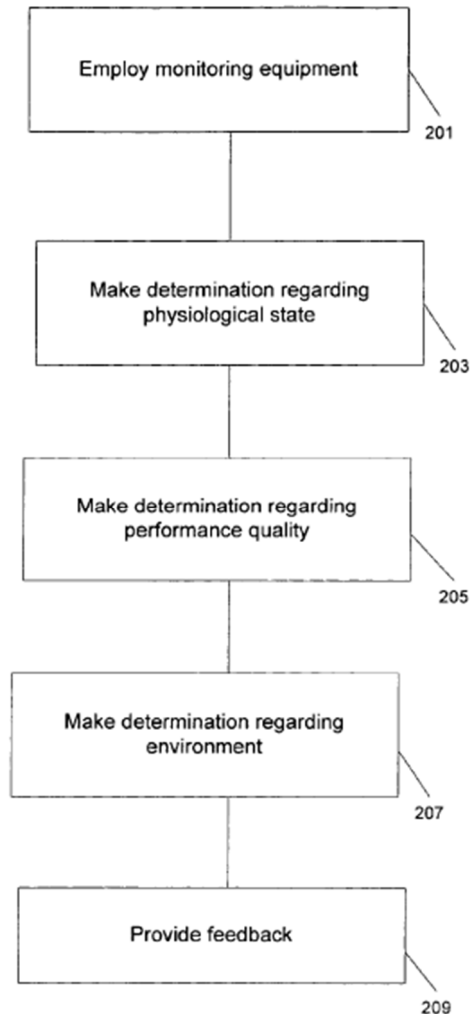 Employ monitoring equipment
201
Make determination regarding
physiological state
203
Make determination regarding
performance quality
205
Make determination regarding
environment
207
Provide feedback
209